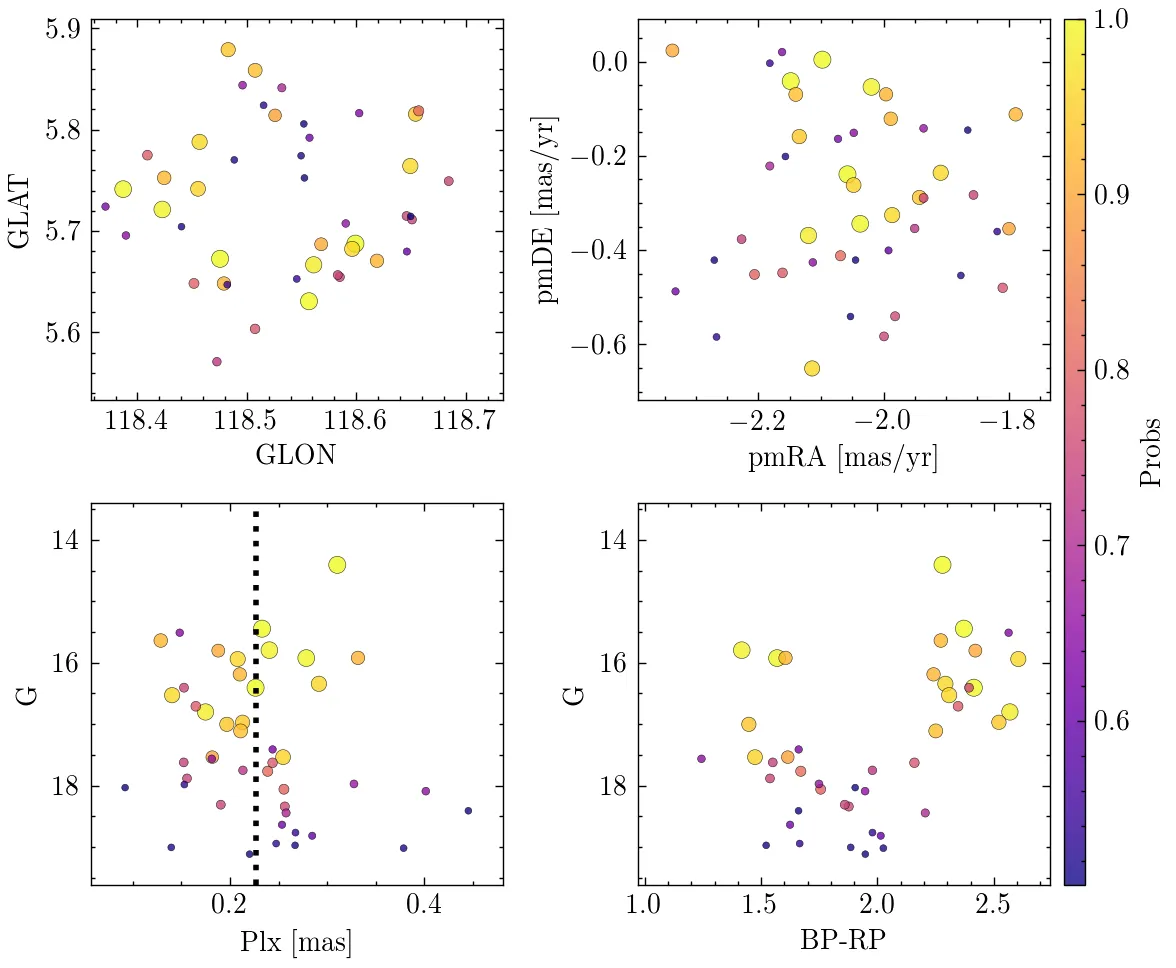 5.9
5.8
5.7
5.6
GLAT
118.4 118.5 118.6 118.7
GLON
0.0
−0.2
−0.4
−0.6
pmDE [mas/yr]
−2.2 −2.0 −1.8
pmRA [mas/yr]
1.0
0.9
0.8
0.7
0.6
Probs
14
16
18
G
0.2 0.4
Plx [mas]
14
16
18
G
1.0 1.5 2.0 2.5
BP-RP